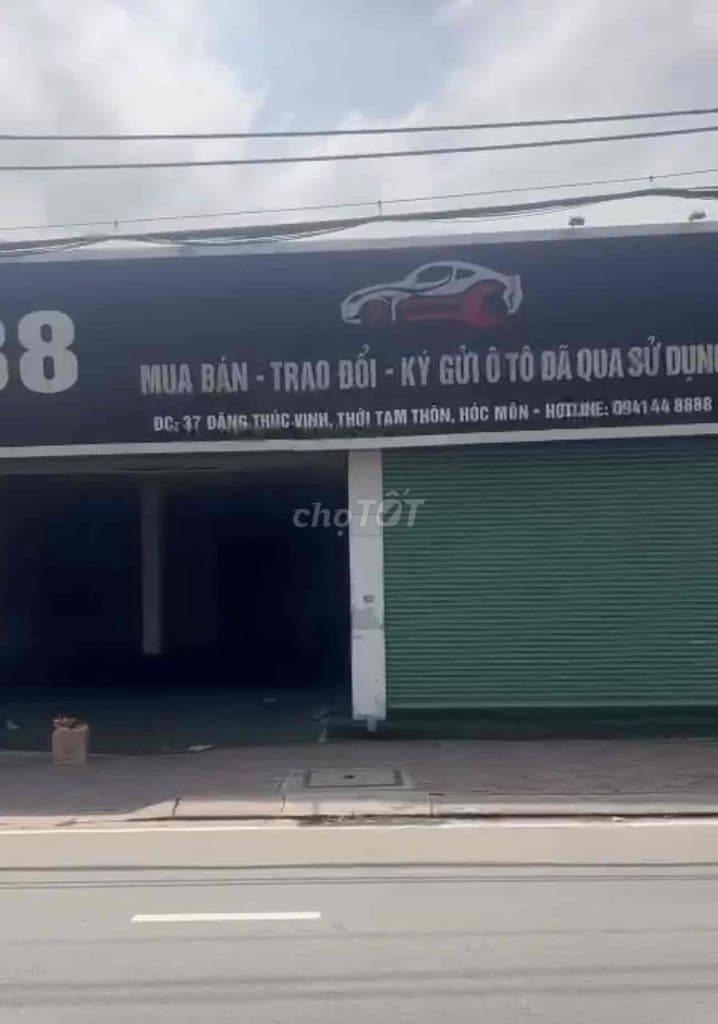 88
MUA BÁN - TRAO ĐỔI - KÝ GỬI Ô TÔ ĐÃ QUA SỬ DỤNG
ĐC: 37 ĐẶNG THÚC VỊNH, THỚI TAM THÔN, HÓC MÔN - HOTLINE: 0941 44 8888
chợTỐT